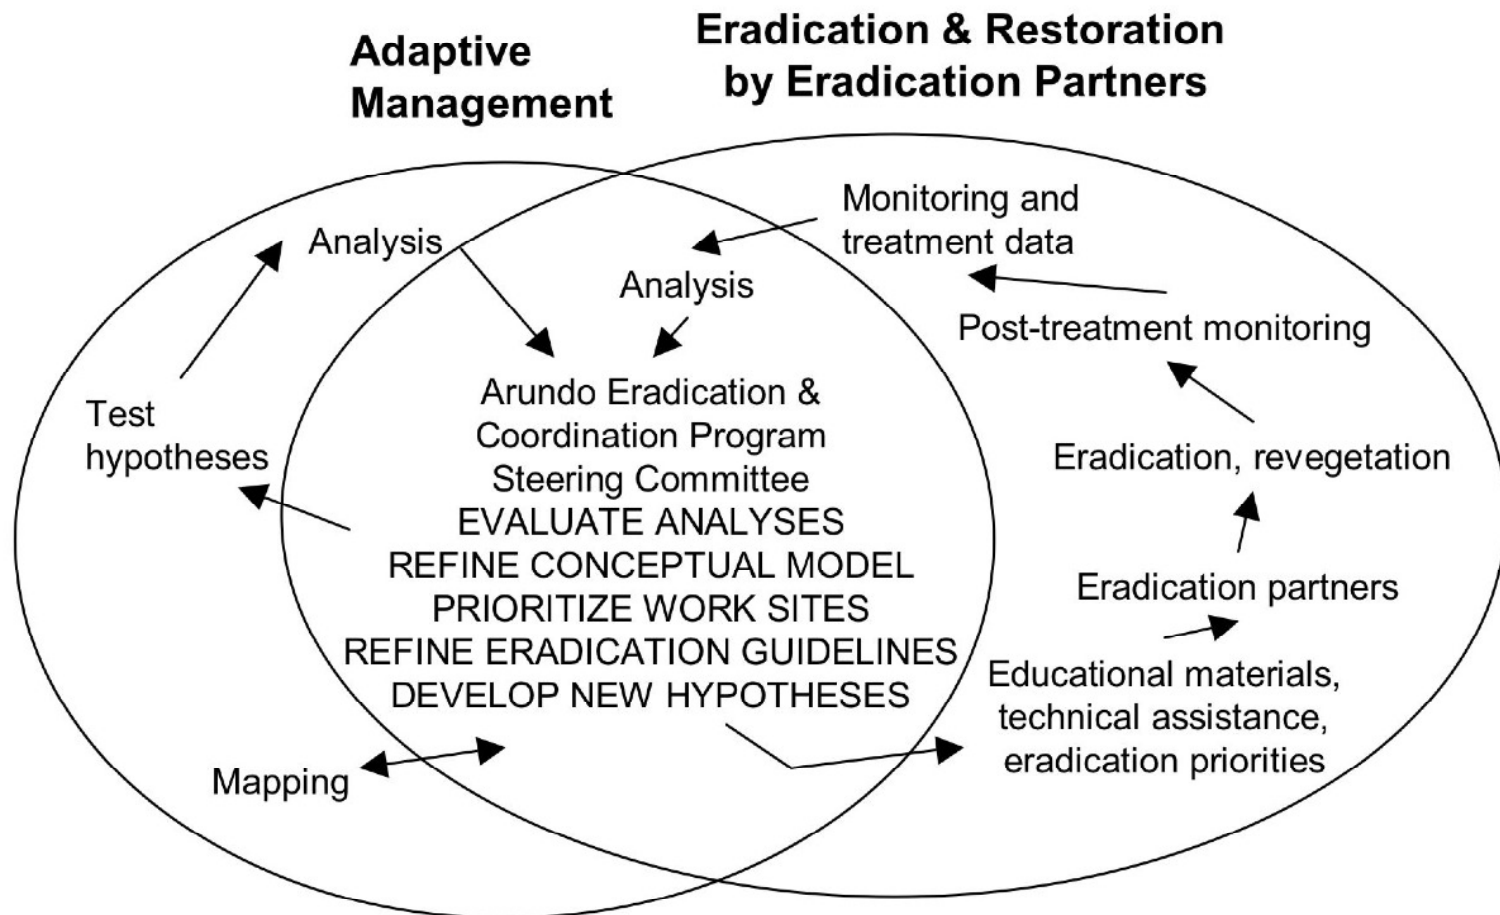 Adaptive
Management
Eradication & Restoration
by Eradication Partners
Analysis
Test
hypotheses
Mapping
Analysis
Arundo Eradication &
Coordination Program
Steering Committee
EVALUATE ANALYSES
REFINE CONCEPTUAL MODEL
PRIORITIZE WORK SITES
REFINE ERADICATION GUIDELINES
DEVELOP NEW HYPOTHESES
Monitoring and
treatment data
Post-treatment monitoring
Eradication, revegetation
Eradication partners
Educational materials,
technical assistance,
eradication priorities